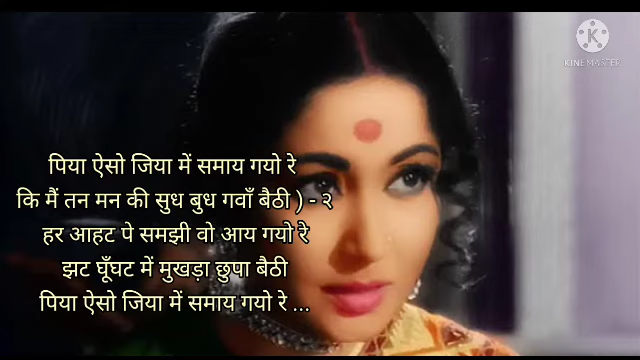 KINEMASTER
पिया ऐसो जिया में समाय गयो रे
कि मैं तन मन की सुध बुध गवाँ बैठी ) - २
हर आहट पे समझी वो आय गयो रे
झट घूँघट में मुखड़ा छुपा बैठी
पिया ऐसो जिया में समाय गयो रे ...